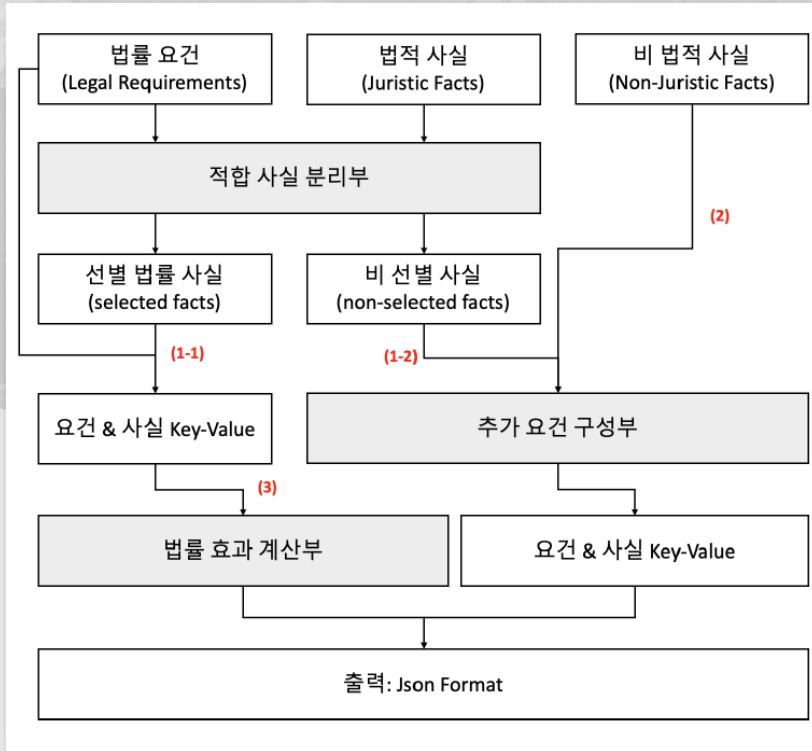 법률 요건
(Legal Requirements)
법적 사실
(Juristic Facts)
비 법적 사실
(Non-Juristic Facts)
적합 사실 분리부
(2)
선별 법률 사실
(selected facts)
비 선별 사실
(non-selected facts)
(1-1)
(1-2)
요건 & 사실 Key-Value
추가 요건 구성부
(3)
법률 효과 계산부
요건 & 사실 Key-Value
출력: Json Format